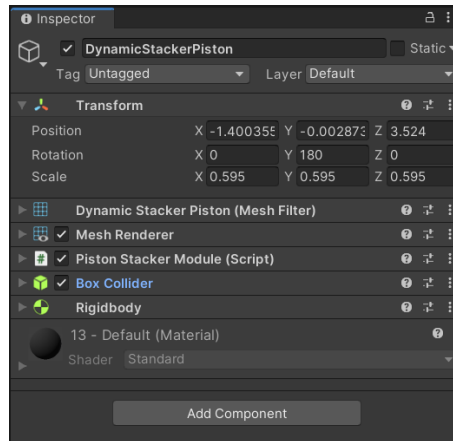 Inspector
DynamicStackerPiston Static
Tag Untagged Layer Default
Transform
Position X -1.400355 Y -0.002873 Z 3.524
Rotation X 0 Y 180 Z 0
Scale X 0.595 Y 0.595 Z 0.595
Dynamic Stacker Piston (Mesh Filter)
Mesh Renderer
# Piston Stacker Module (Script)
Box Collider
Rigidbody
13 - Default (Material)
Shader Standard
Add Component